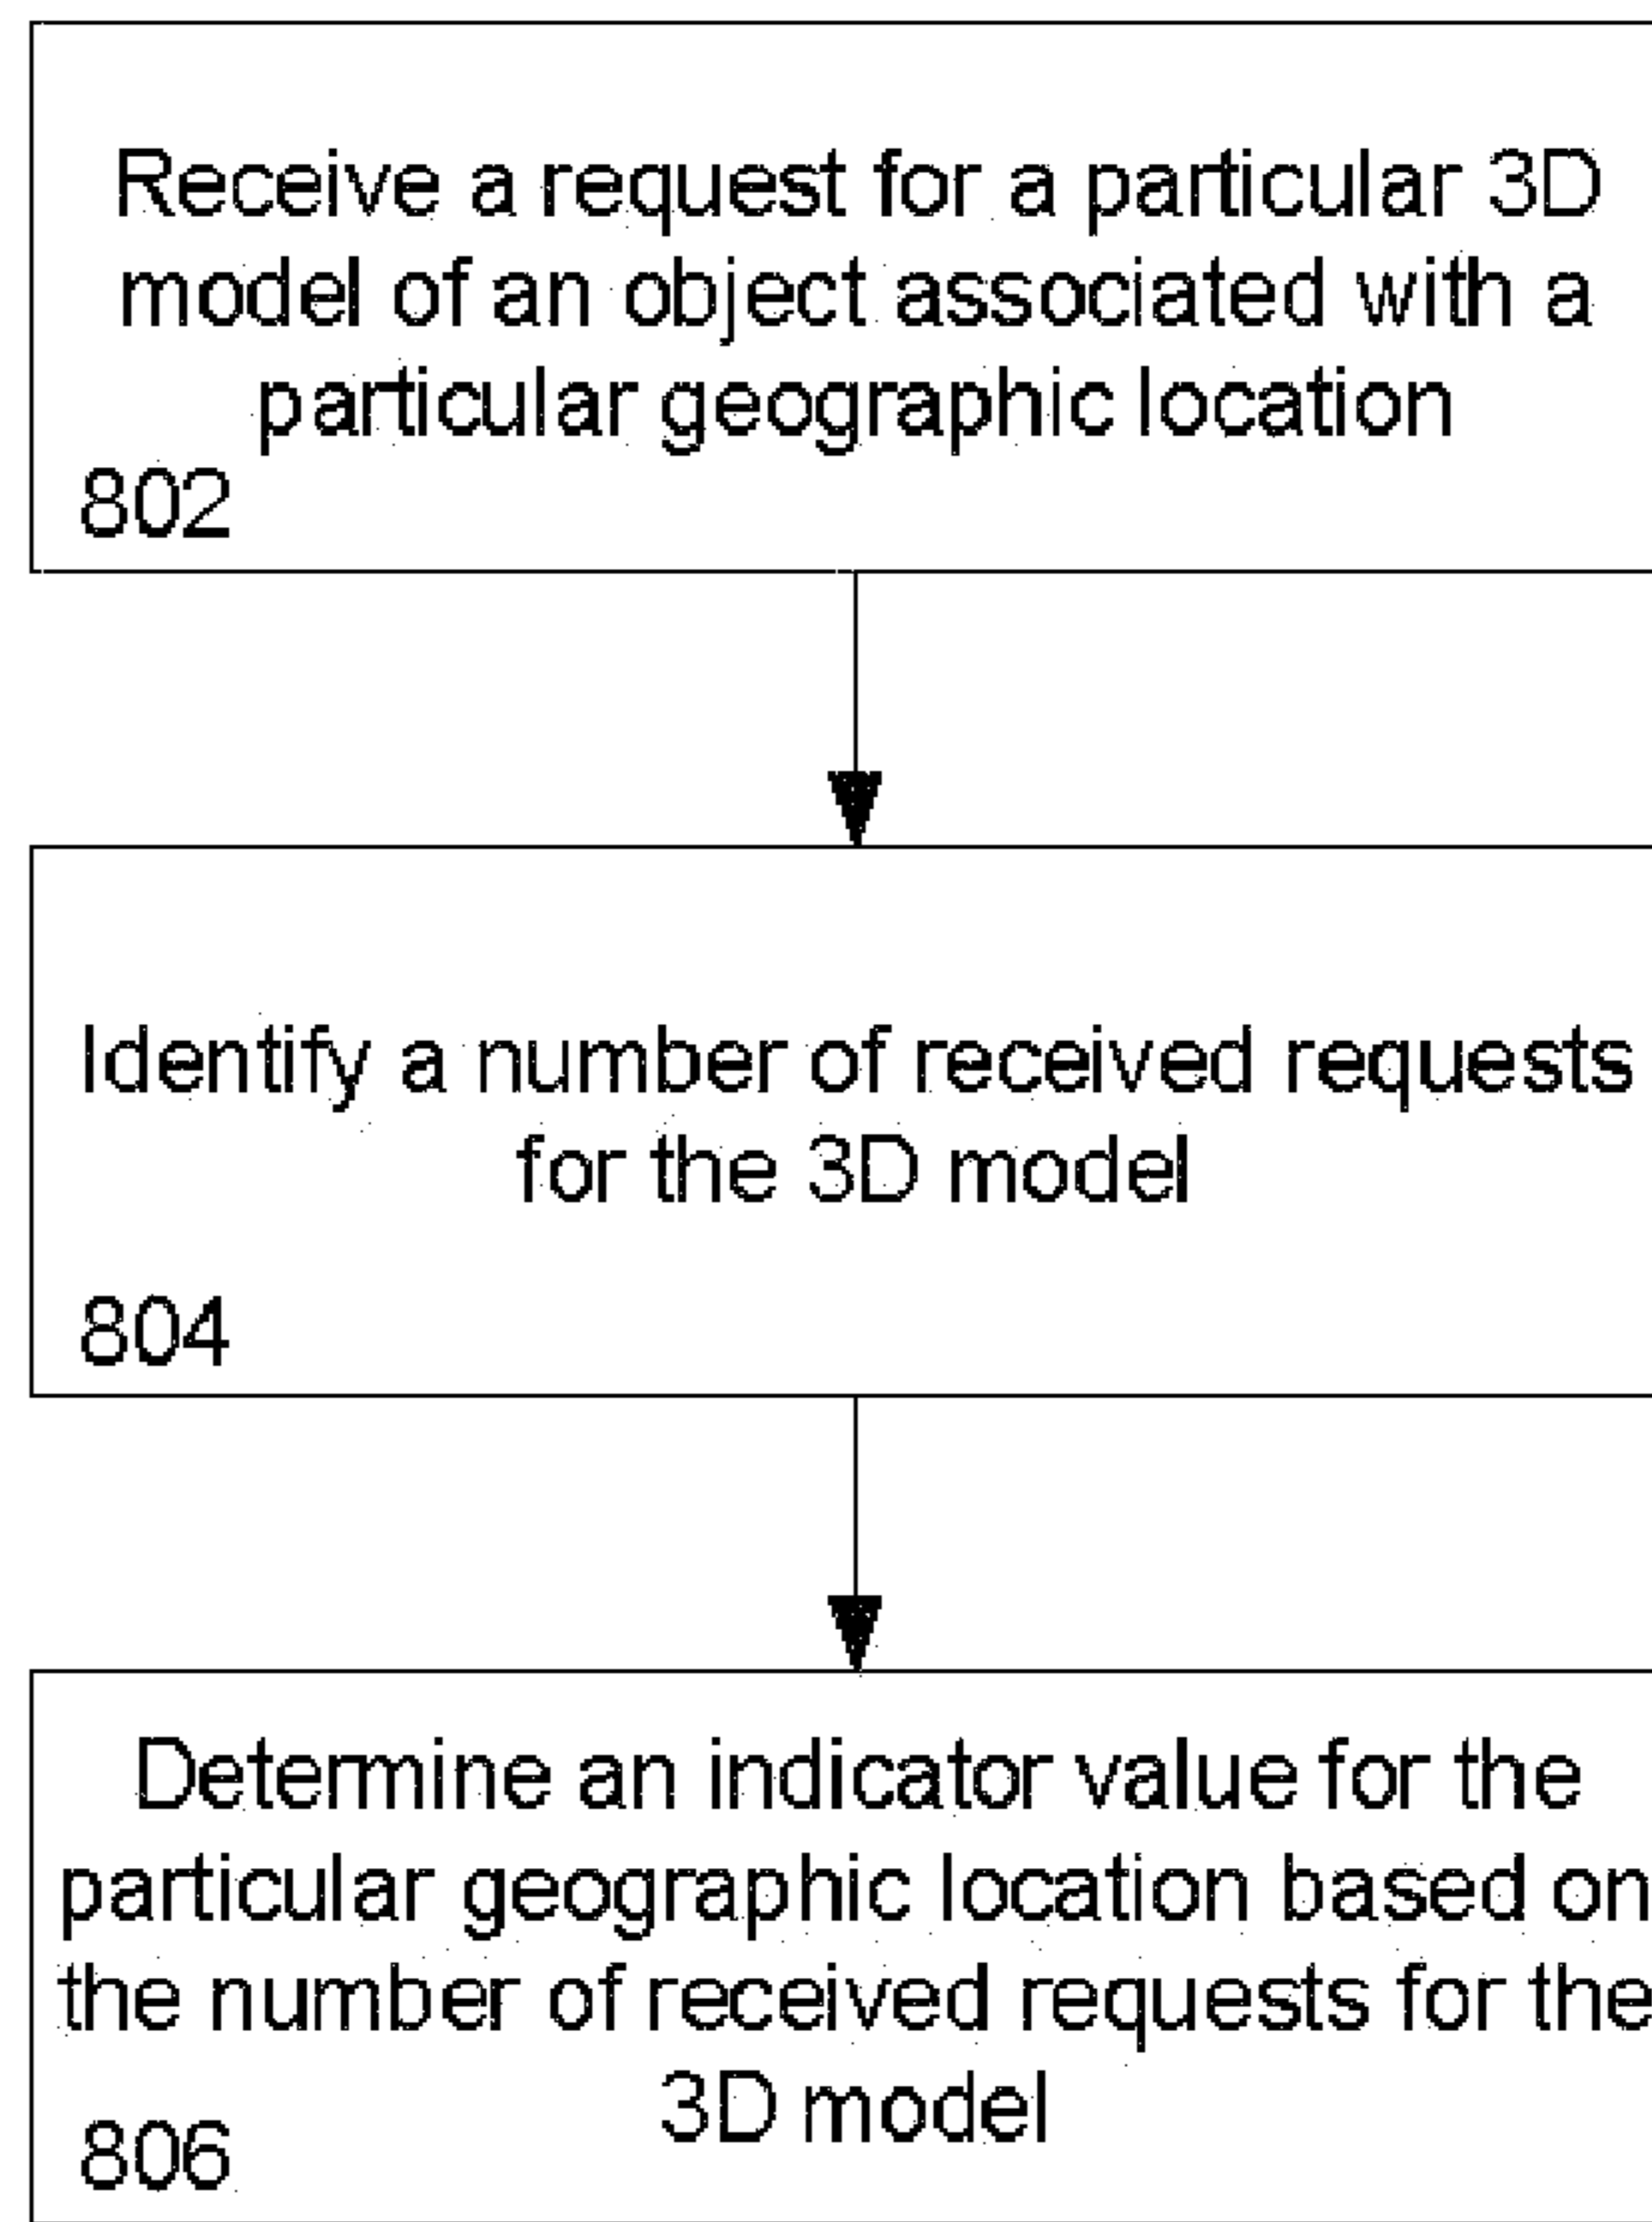 Receive a request for a particular 3D
model of an object associated with a
particular geographic location
802
Identify a number of received requests
for the 3D model
804
Determine an indicator value for the
particular geographic location based on
the number of received requests for the
3D model
806